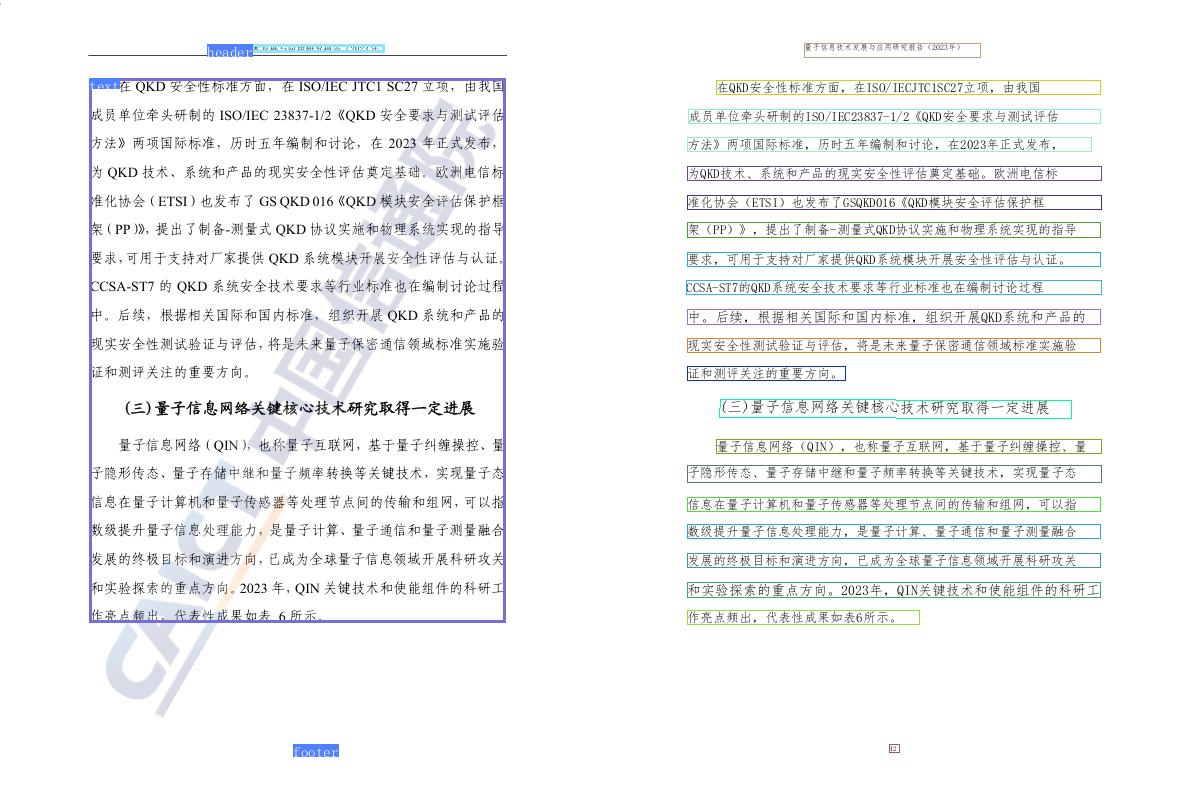 header
text在 QKD 安全性标准方面，在 ISO/IEC JTC1 SC27 立项，由我国
成员单位牵头研制的 ISO/IEC 23837-1/2《QKD 安全要求与测试评估
方法》两项国际标准，历时五年编制和讨论，在 2023 年正式发布，
为 QKD 技术、系统和产品的现实安全性评估奠定基础。欧洲电信标
准化协会（ETSI）也发布了 GS QKD 016《QKD 模块安全评估保护框
架（PP）》，提出了制备-测量式 QKD 协议实施和物理系统实现的指导
要求，可用于支持对厂家提供 QKD 系统模块开展安全性评估与认证。
CCSA-ST7 的 QKD 系统安全技术要求等行业标准也在编制讨论过程
中。后续，根据相关国际和国内标准，组织开展 QKD 系统和产品的
现实安全性测试验证与评估，将是未来量子保密通信领域标准实施验
证和测评关注的重要方向。
（三）量子信息网络关键核心技术研究取得一定进展
量子信息网络（QIN），也称量子互联网，基于量子纠缠操控、量
子隐形传态、量子存储中继和量子频率转换等关键技术，实现量子态
信息在量子计算机和量子传感器等处理节点间的传输和组网，可以指
数级提升量子信息处理能力，是量子计算、量子通信和量子测量融合
发展的终极目标和演进方向，已成为全球量子信息领域开展科研攻关
和实验探索的重点方向。2023 年，QIN 关键技术和使能组件的科研工
作亮点频出，代表性成果如表 6 所示。
CAICT 中国信通院
footer
量子信息技术发展与应用研究报告（2023年）
在QKD安全性标准方面，在ISO/IECJTC1SC27立项，由我国
成员单位牵头研制的ISO/IEC23837-1/2《QKD安全要求与测试评估
方法》两项国际标准，历时五年编制和讨论，在2023年正式发布，
为QKD技术、系统和产品的现实安全性评估奠定基础。欧洲电信标
准化协会（ETSI）也发布了GSQKD016《QKD模块安全评估保护框
架（PP）》，提出了制备-测量式QKD协议实施和物理系统实现的指导
要求，可用于支持对厂家提供QKD系统模块开展安全性评估与认证。
CCSA-ST7的QKD系统安全技术要求等行业标准也在编制讨论过程
中。后续，根据相关国际和国内标准，组织开展QKD系统和产品的
现实安全性测试验证与评估，将是未来量子保密通信领域标准实施验
证和测评关注的重要方向。
(三)量子信息网络关键核心技术研究取得一定进展
量子信息网络（QIN），也称量子互联网，基于量子纠缠操控、量
子隐形传态、量子存储中继和量子频率转换等关键技术，实现量子态
信息在量子计算机和量子传感器等处理节点间的传输和组网，可以指
数级提升量子信息处理能力，是量子计算、量子通信和量子测量融合
发展的终极目标和演进方向，已成为全球量子信息领域开展科研攻关
和实验探索的重点方向。2023年，QIN关键技术和使能组件的科研工
作亮点频出，代表性成果如表6所示。
12